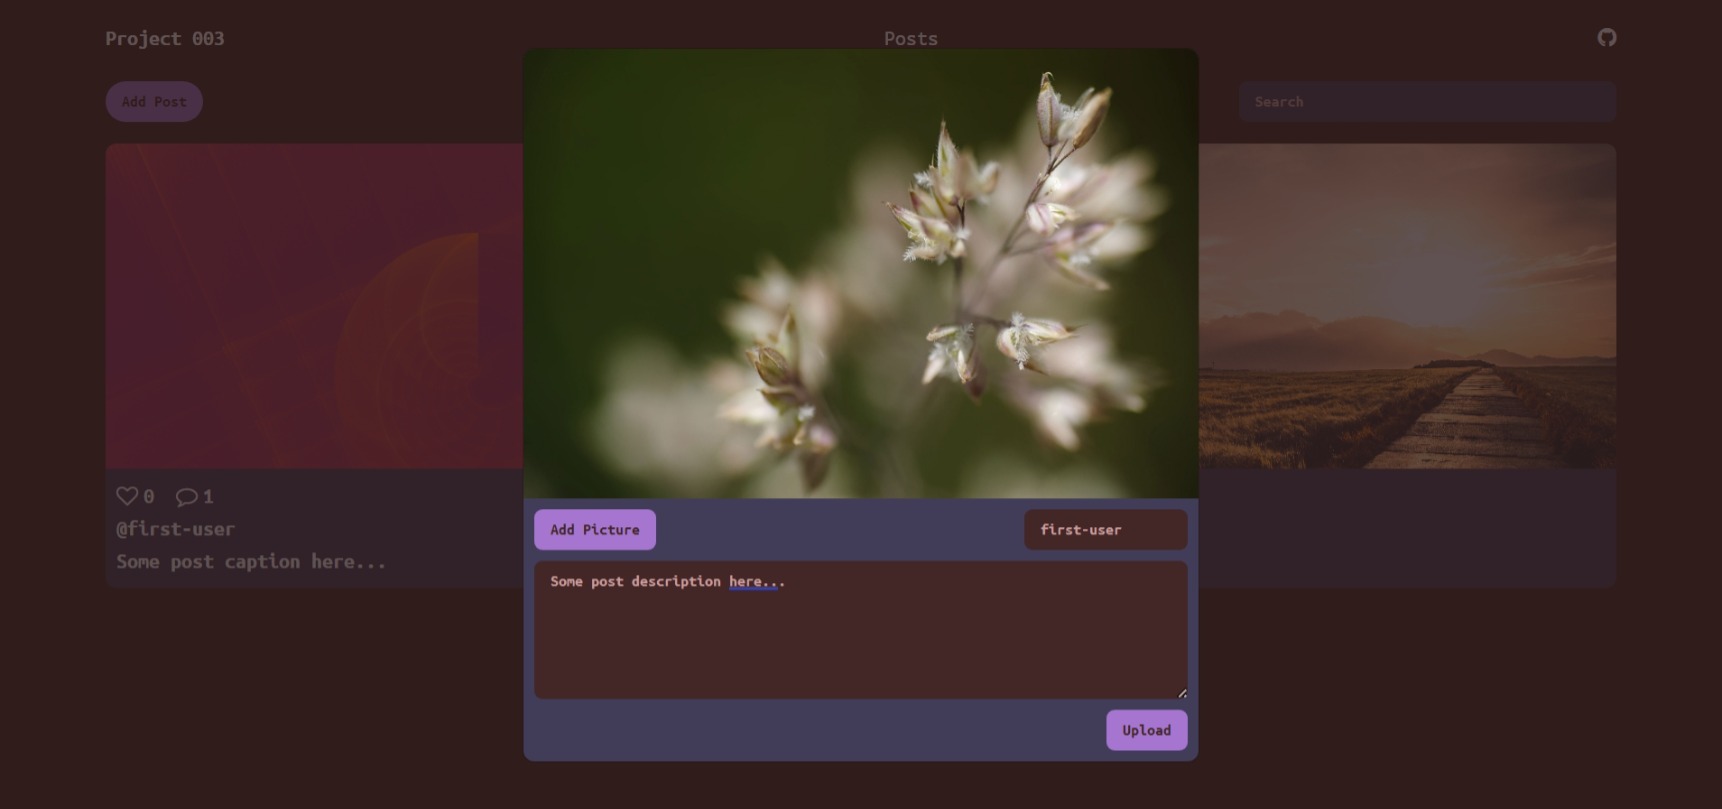 Project 003
Posts
Add Post
Search
0
1
@first-user
Some post caption here...
Add Picture
first-user
Some post description here...
Upload